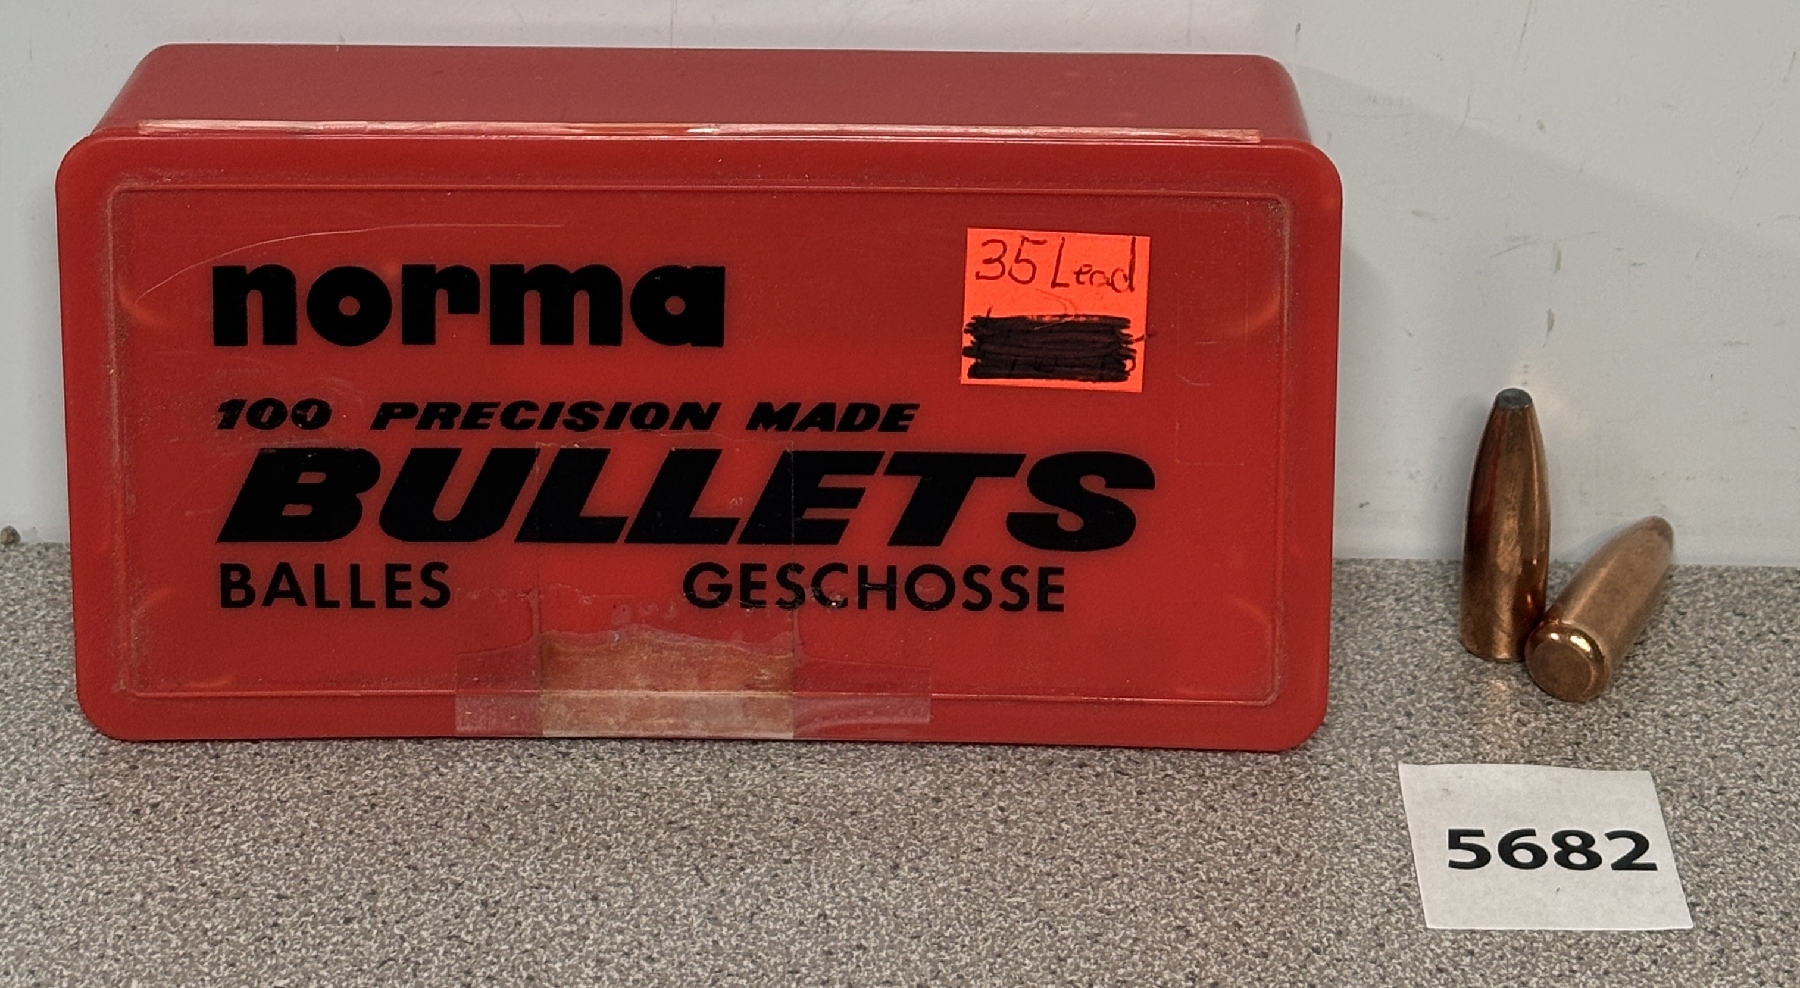 norma
35 Lead
100 PRECISION MADE
BULLETS
BALLES GESCHOSSE
5682